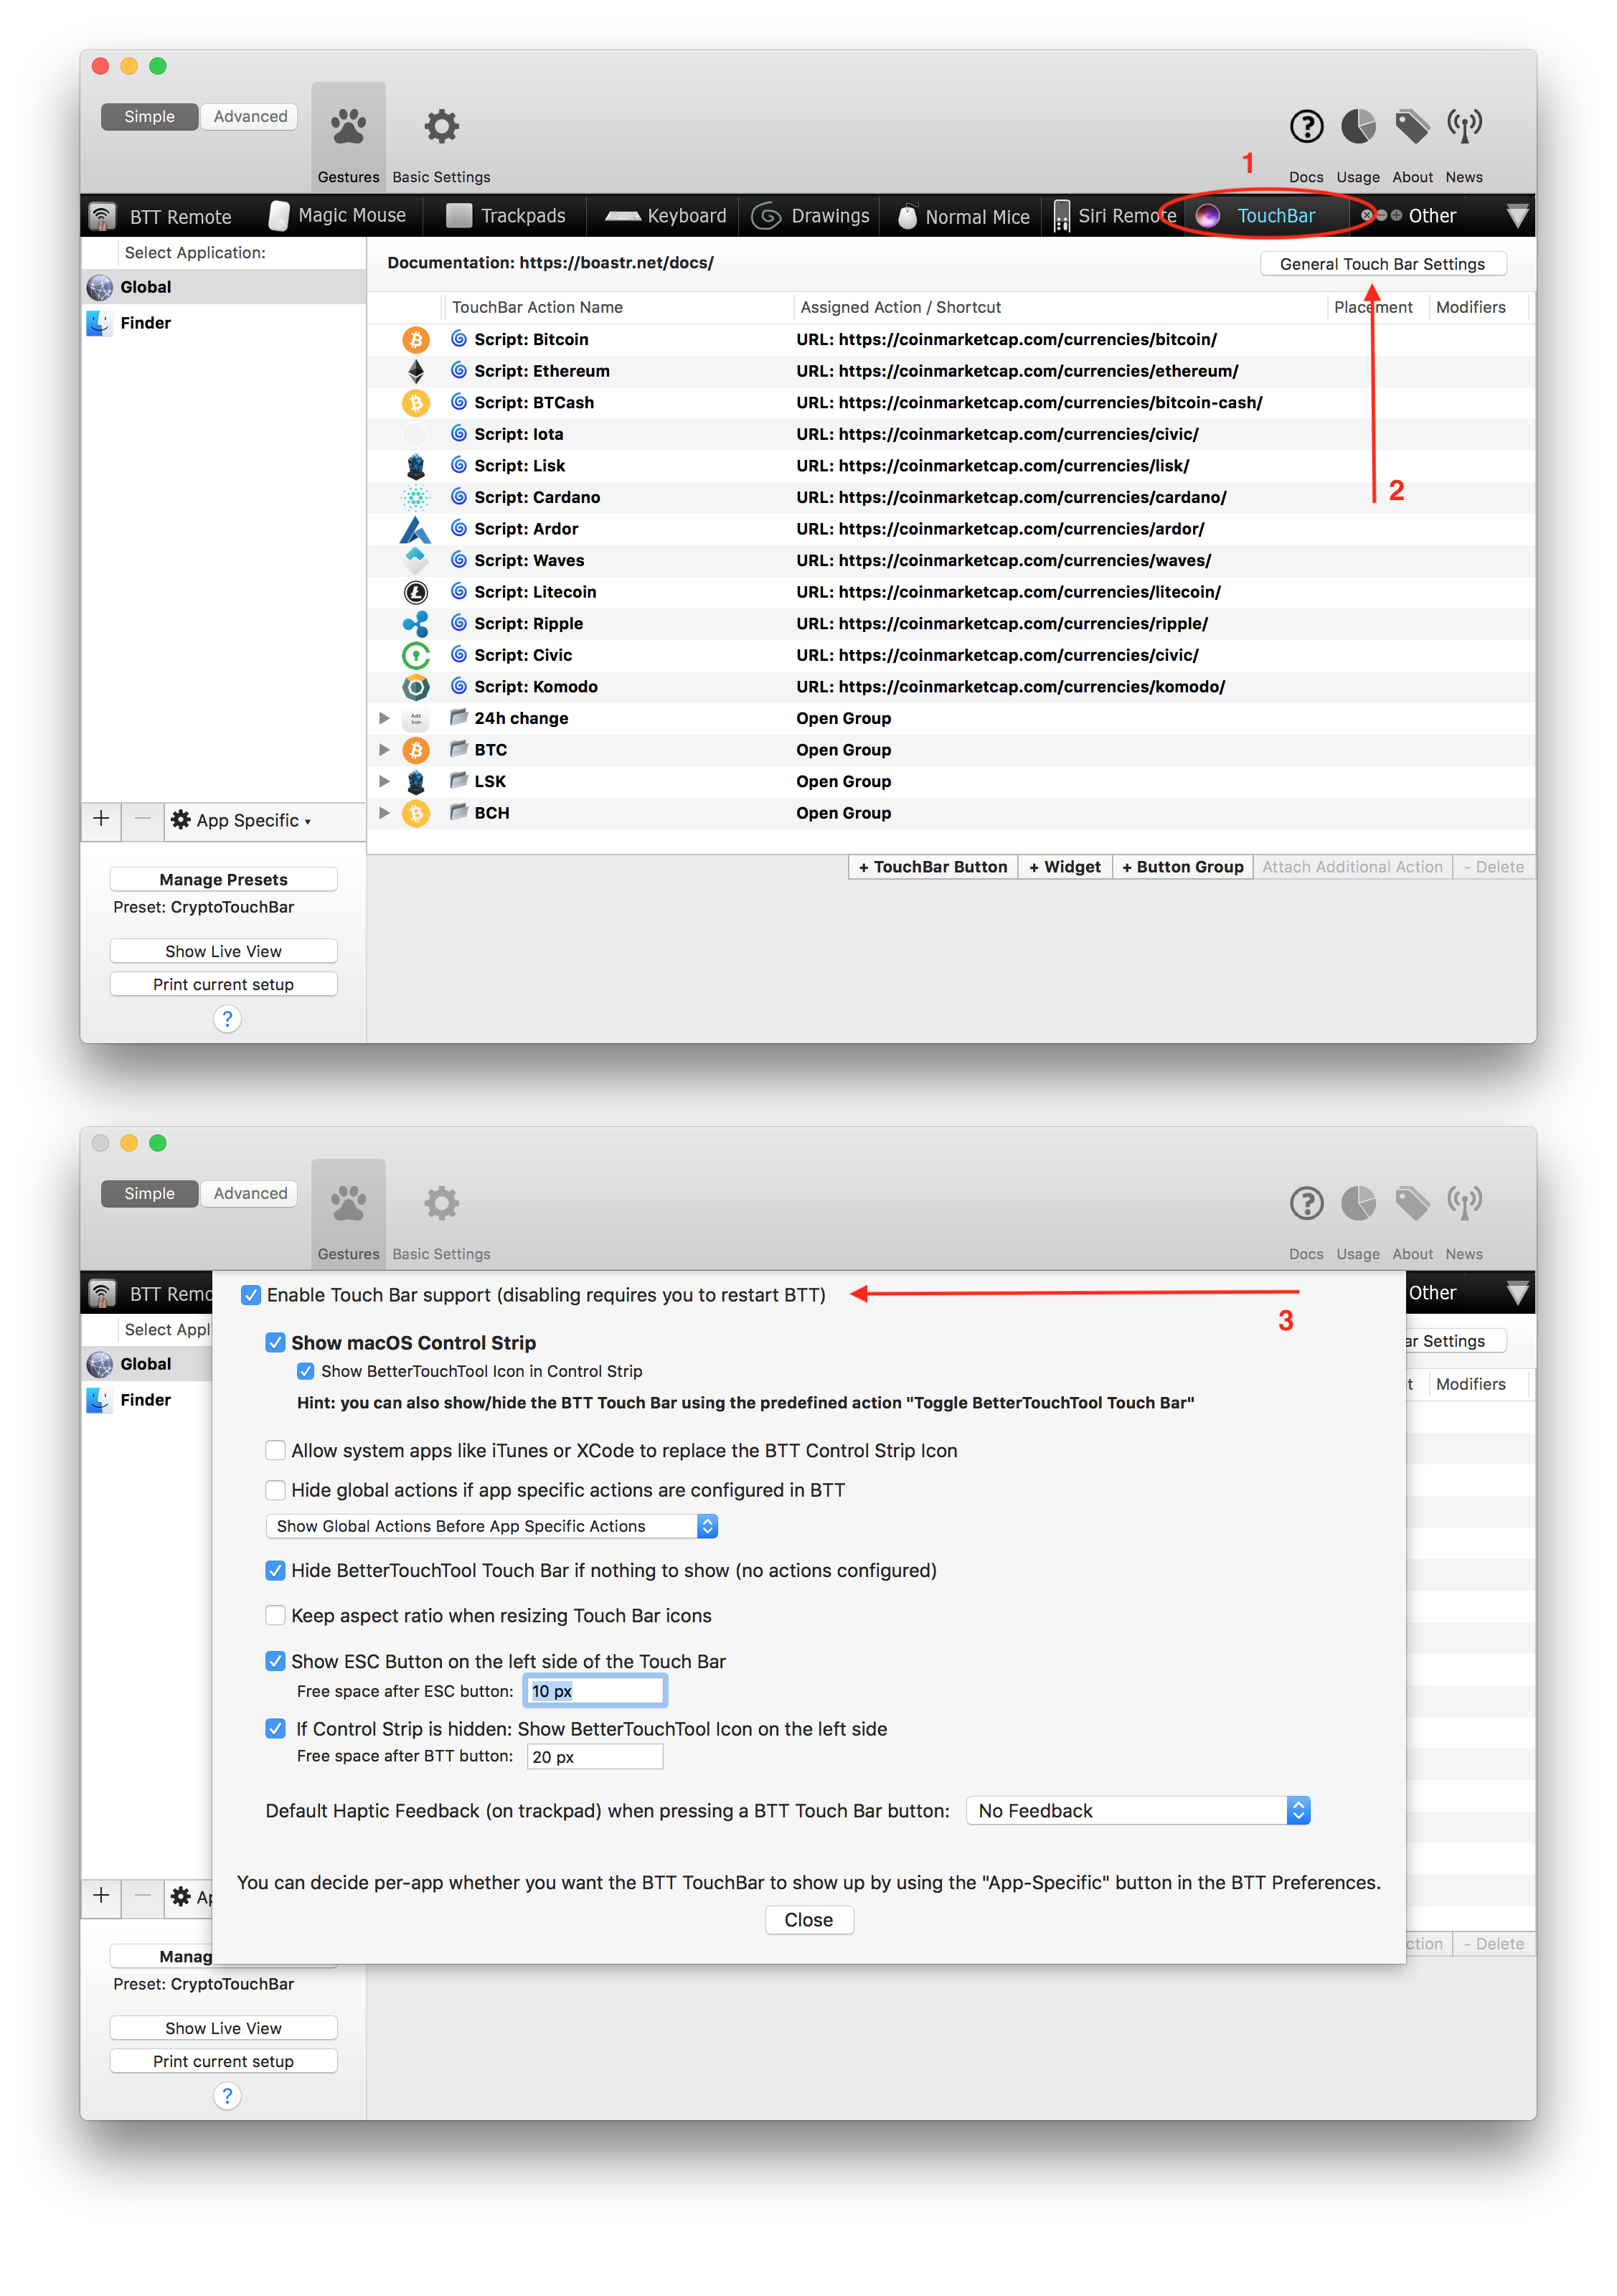 Simple Advanced
Gestures Basic Settings
Docs Usage About News
1
BTT Remote Magic Mouse Trackpads Keyboard Drawings Normal Mice Siri Remote TouchBar Other
Select Application:
Documentation: https://boastr.net/docs/ General Touch Bar Settings
Global
Finder
TouchBar Action Name Assigned Action / Shortcut Placement Modifiers
Script: Bitcoin URL: https://coinmarketcap.com/currencies/bitcoin/
Script: Ethereum URL: https://coinmarketcap.com/currencies/ethereum/
Script: BTCash URL: https://coinmarketcap.com/currencies/bitcoin-cash/
Script: Iota URL: https://coinmarketcap.com/currencies/civic/
Script: Lisk URL: https://coinmarketcap.com/currencies/lisk/
2
Script: Cardano URL: https://coinmarketcap.com/currencies/cardano/
Script: Ardor URL: https://coinmarketcap.com/currencies/ardor/
Script: Waves URL: https://coinmarketcap.com/currencies/waves/
Script: Litecoin URL: https://coinmarketcap.com/currencies/litecoin/
Script: Ripple URL: https://coinmarketcap.com/currencies/ripple/
Script: Civic URL: https://coinmarketcap.com/currencies/civic/
Script: Komodo URL: https://coinmarketcap.com/currencies/komodo/
Add Icon 24h change Open Group
BTC Open Group
LSK Open Group
BCH Open Group
+ − App Specific ▾
+ TouchBar Button + Widget + Button Group Attach Additional Action - Delete
Manage Presets
Preset: CryptoTouchBar
Show Live View
Print current setup
?
Simple Advanced
Gestures Basic Settings
Docs Usage About News
BTT Remo Other
Select Appl
Global
Finder
ar Settings
t Modifiers
Enable Touch Bar support (disabling requires you to restart BTT)
3
Show macOS Control Strip
Show BetterTouchTool Icon in Control Strip
Hint: you can also show/hide the BTT Touch Bar using the predefined action "Toggle BetterTouchTool Touch Bar"
Allow system apps like iTunes or XCode to replace the BTT Control Strip Icon
Hide global actions if app specific actions are configured in BTT
Show Global Actions Before App Specific Actions
Hide BetterTouchTool Touch Bar if nothing to show (no actions configured)
Keep aspect ratio when resizing Touch Bar icons
Show ESC Button on the left side of the Touch Bar
Free space after ESC button: 10 px
If Control Strip is hidden: Show BetterTouchTool Icon on the left side
Free space after BTT button: 20 px
Default Haptic Feedback (on trackpad) when pressing a BTT Touch Bar button: No Feedback
You can decide per-app whether you want the BTT TouchBar to show up by using the "App-Specific" button in the BTT Preferences.
Close
+ − Ap
ction - Delete
Manag
Preset: CryptoTouchBar
Show Live View
Print current setup
?